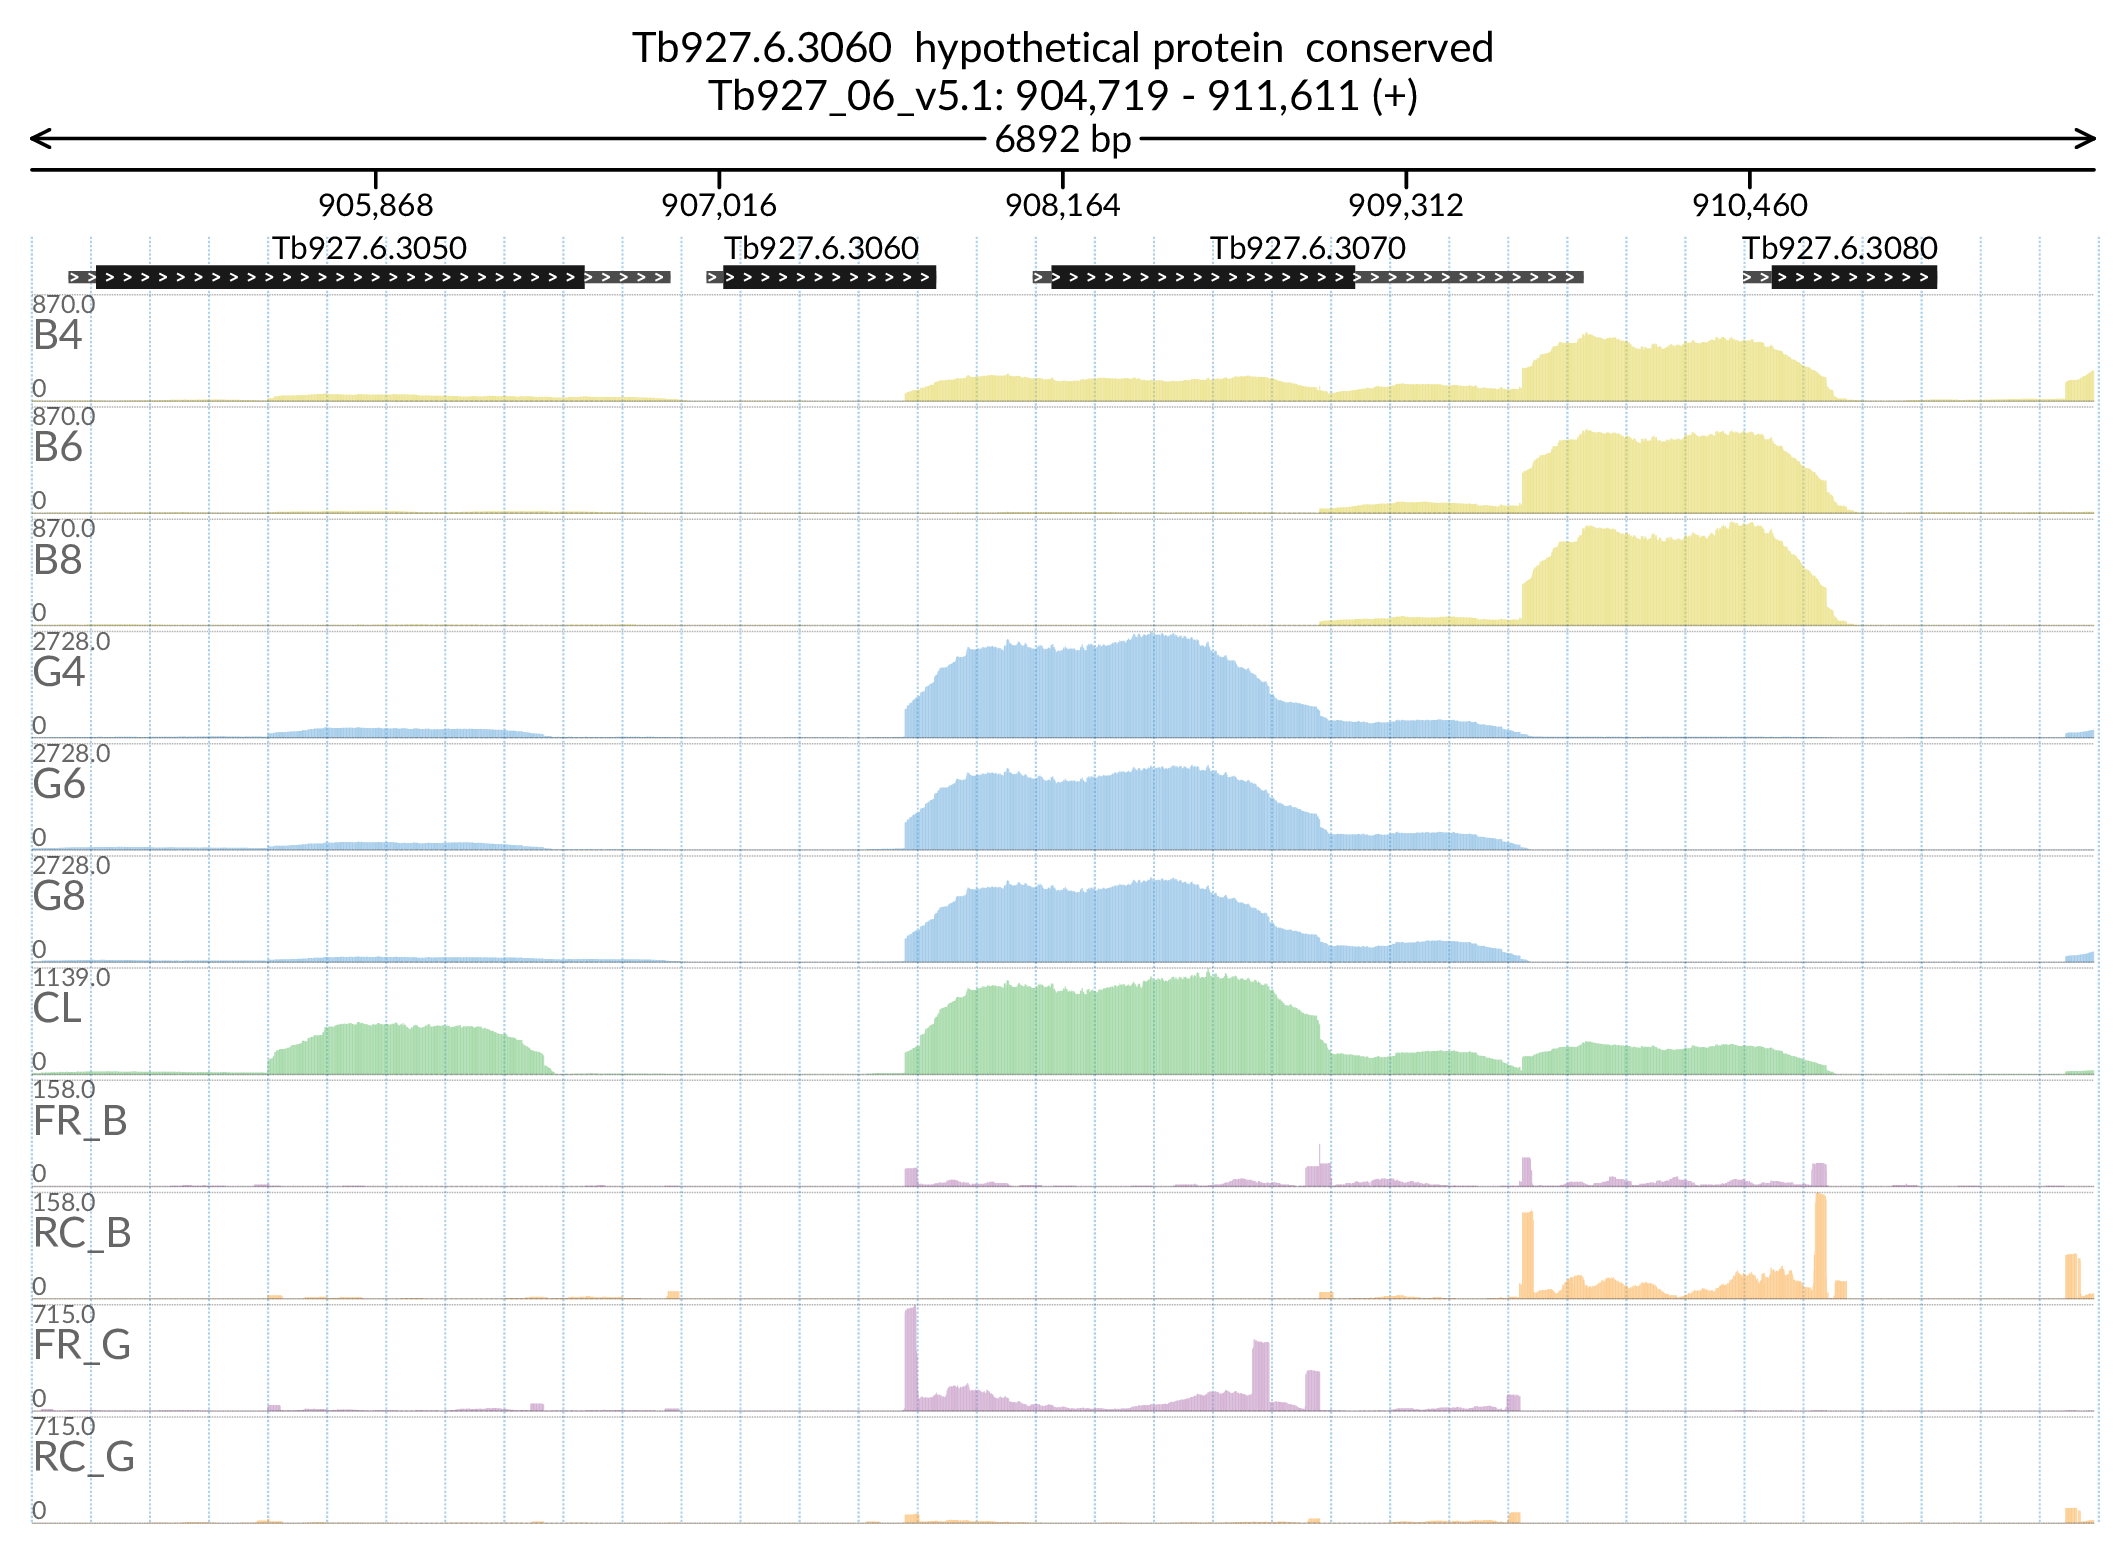 Tb927.6.3060  hypothetical protein  conserved
Tb927_06_v5.1: 904,719 - 911,611 (+)
6892 bp
905,868 907,016 908,164 909,312 910,460
Tb927.6.3050 Tb927.6.3060 Tb927.6.3070 Tb927.6.3080
870.0
B4
0
870.0
B6
0
870.0
B8
0
2728.0
G4
0
2728.0
G6
0
2728.0
G8
0
1139.0
CL
0
158.0
FR_B
0
158.0
RC_B
0
715.0
FR_G
0
715.0
RC_G
0